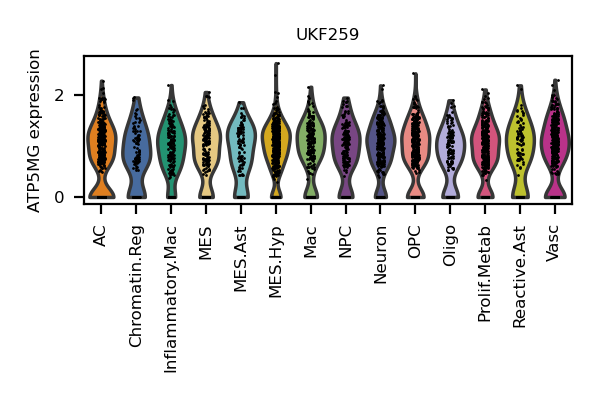 UKF259
ATP5MG expression
2
0
AC
Chromatin.Reg
Inflammatory.Mac
MES
MES.Ast
MES.Hyp
Mac
NPC
Neuron
OPC
Oligo
Prolif.Metab
Reactive.Ast
Vasc